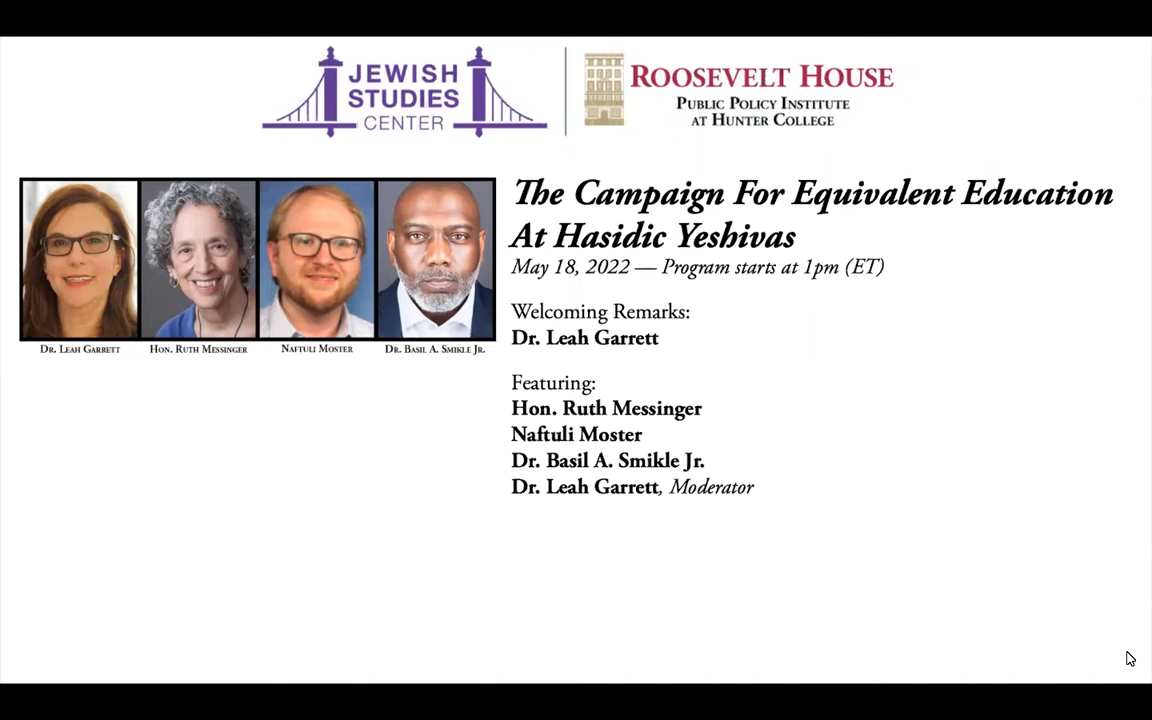 JEWISH
STUDIES
CENTER
ROOSEVELT HOUSE
PUBLIC POLICY INSTITUTE
AT HUNTER COLLEGE
DR. LEAH GARRETT
HON. RUTH MESSINGER
NAFTULI MOSTER
DR. BASIL A. SMIKLE JR.
The Campaign For Equivalent Education
At Hasidic Yeshivas
May 18, 2022 — Program starts at 1pm (ET)
Welcoming Remarks:
Dr. Leah Garrett
Featuring:
Hon. Ruth Messinger
Naftuli Moster
Dr. Basil A. Smikle Jr.
Dr. Leah Garrett, Moderator